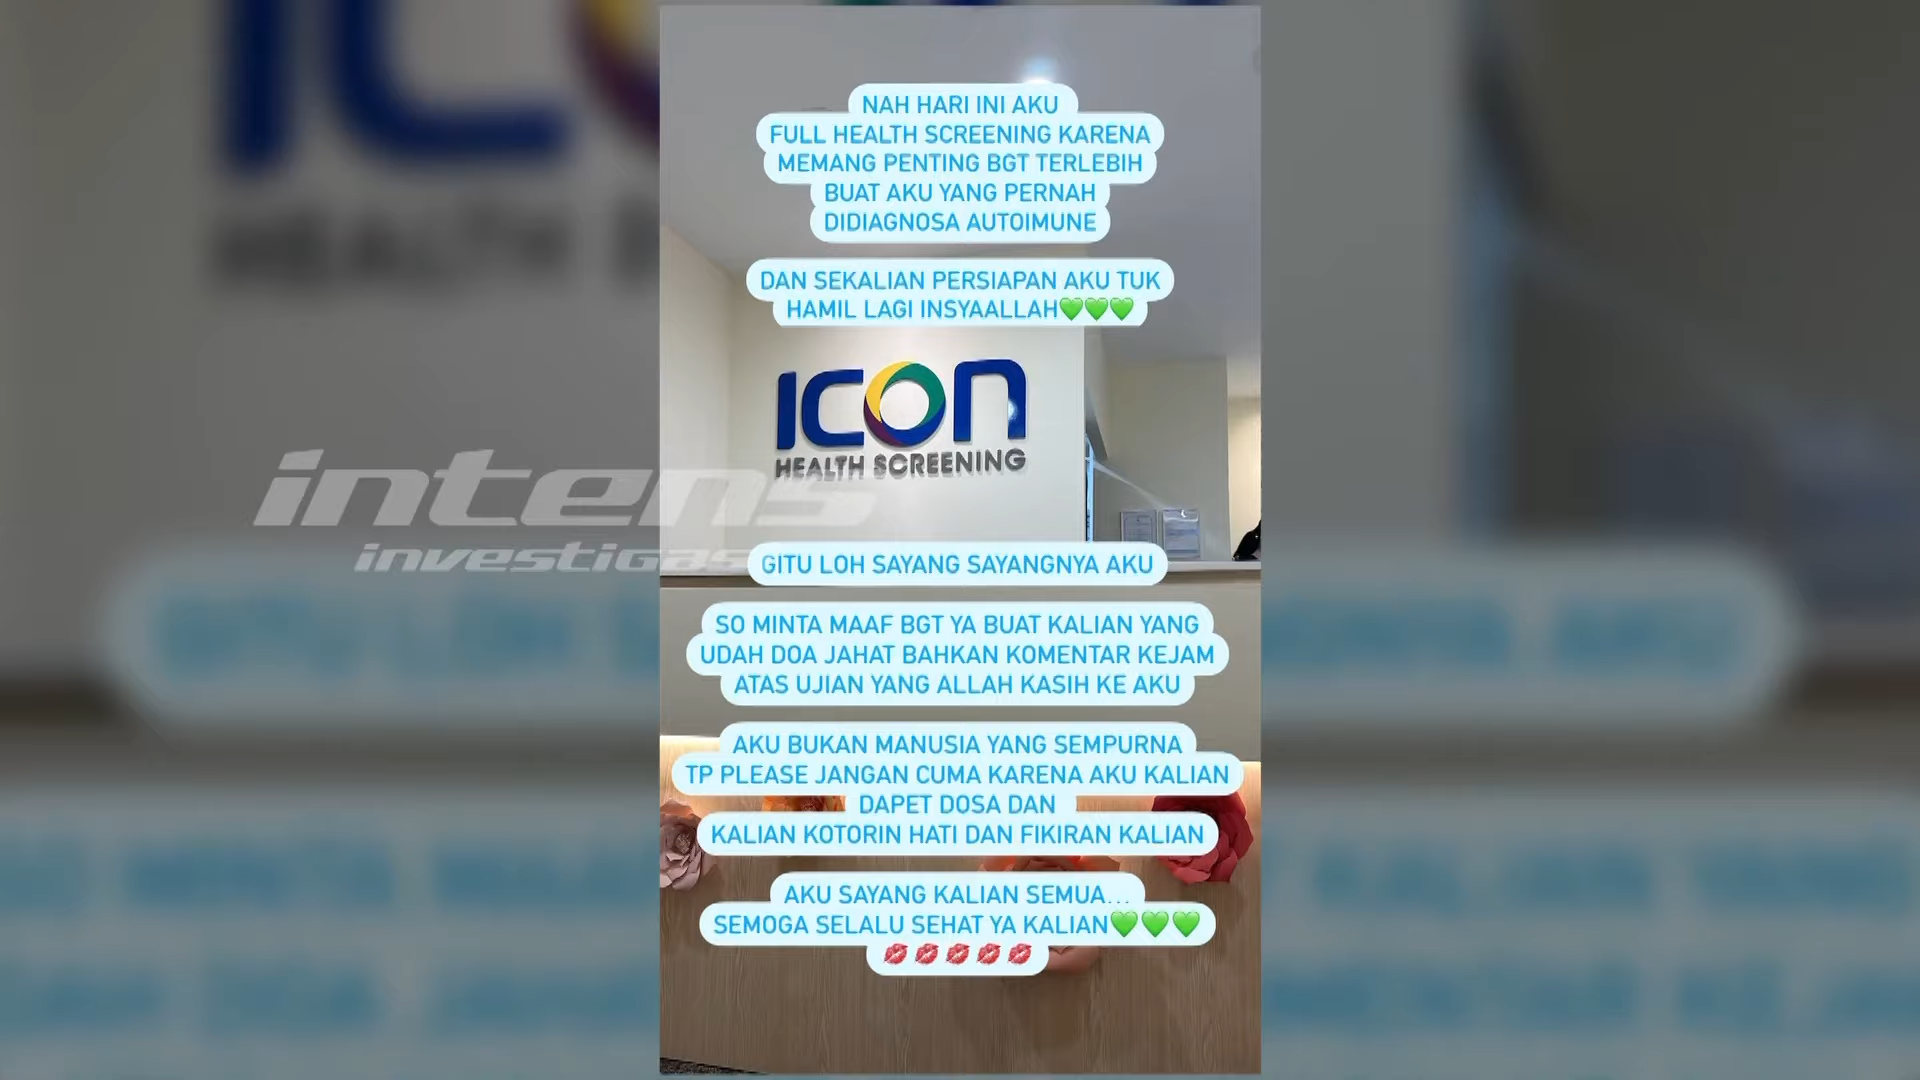 NAH HARI INI AKU
FULL HEALTH SCREENING KARENA
MEMANG PENTING BGT TERLEBIH
BUAT AKU YANG PERNAH
DIDIAGNOSA AUTOIMUNE
DAN SEKALIAN PERSIAPAN AKU TUK
HAMIL LAGI INSYAALLAH💚💚💚
ICON
HEALTH SCREENING
intens
investigasi
GITU LOH SAYANG SAYANGNYA AKU
SO MINTA MAAF BGT YA BUAT KALIAN YANG
UDAH DOA JAHAT BAHKAN KOMENTAR KEJAM
ATAS UJIAN YANG ALLAH KASIH KE AKU
AKU BUKAN MANUSIA YANG SEMPURNA
TP PLEASE JANGAN CUMA KARENA AKU KALIAN
DAPET DOSA DAN
KALIAN KOTORIN HATI DAN FIKIRAN KALIAN
AKU SAYANG KALIAN SEMUA...
SEMOGA SELALU SEHAT YA KALIAN💚💚💚
💋💋💋💋💋